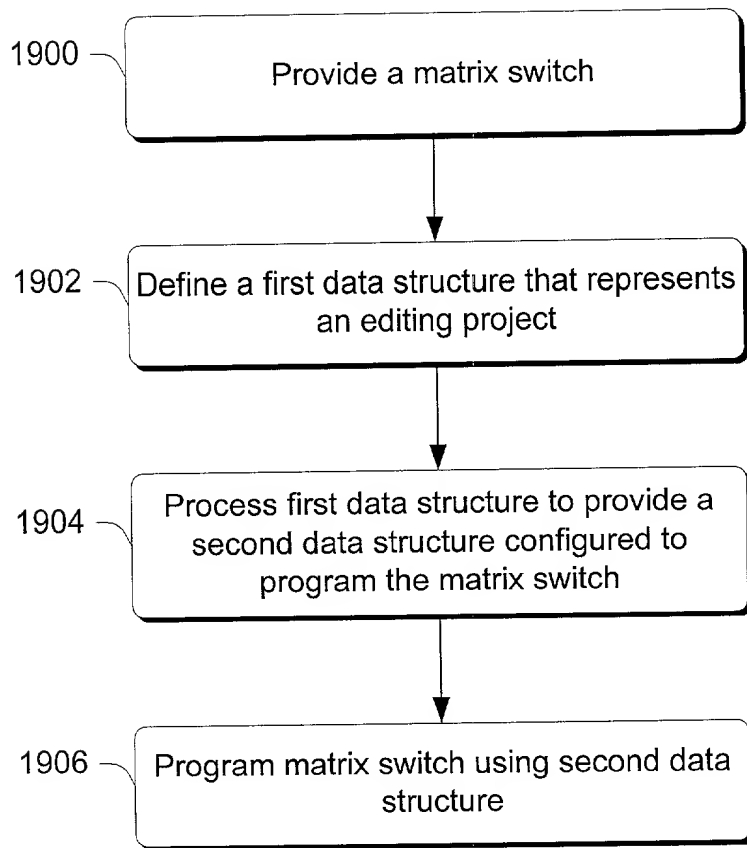 1900
Provide a matrix switch
1902
Define a first data structure that represents
an editing project
1904
Process first data structure to provide a
second data structure configured to
program the matrix switch
1906
Program matrix switch using second data
structure